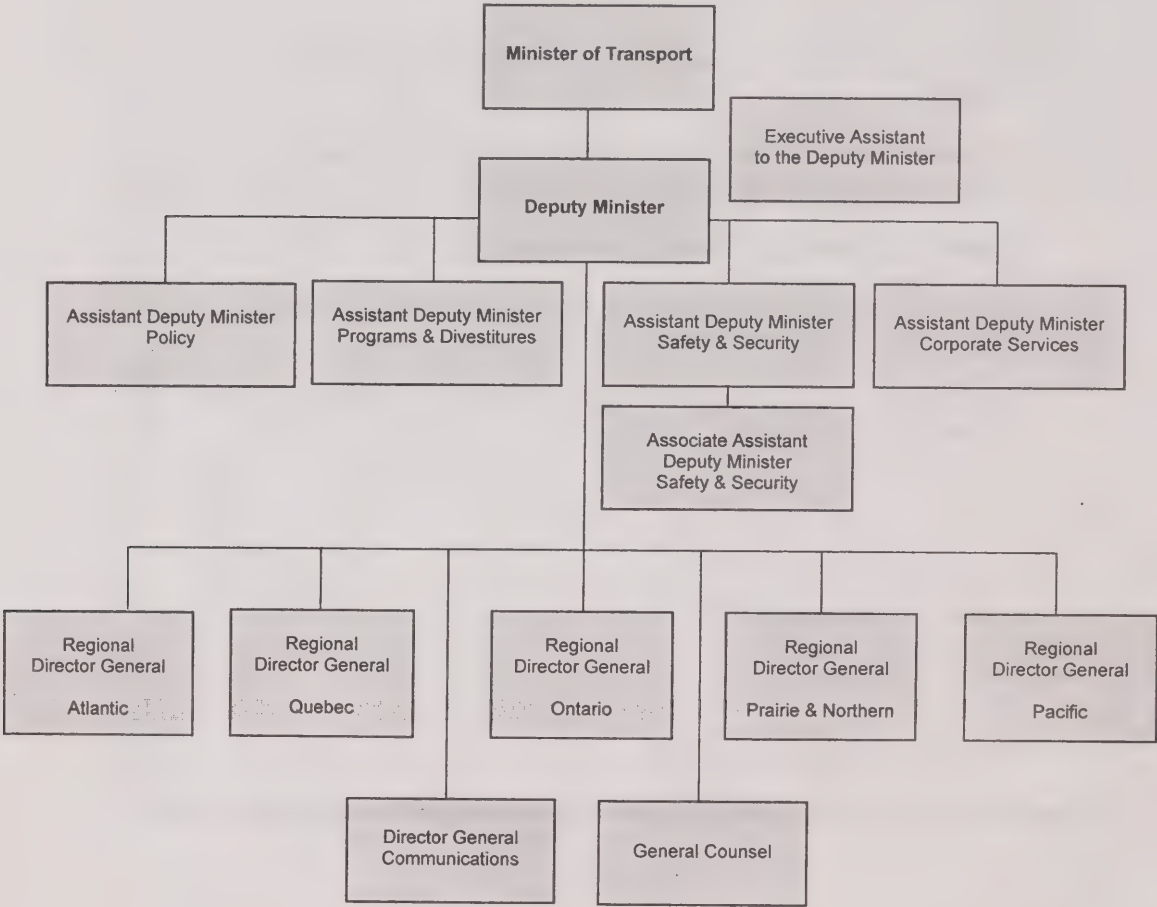 Minister of Transport
Executive Assistant
to the Deputy Minister
Deputy Minister
Assistant Deputy Minister
Policy
Assistant Deputy Minister
Programs & Divestitures
Assistant Deputy Minister
Safety & Security
Assistant Deputy Minister
Corporate Services
Associate Assistant
Deputy Minister
Safety & Security
Regional
Director General
Atlantic
Regional
Director General
Quebec
Regional
Director General
Ontario
Regional
Director General
Prairie & Northern
Regional
Director General
Pacific
Director General
Communications
General Counsel